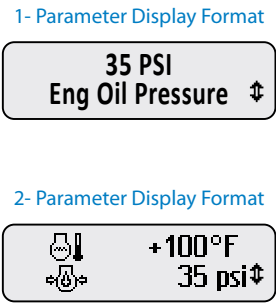 1- Parameter Display Format
35 PSI
Eng Oil Pressure
2- Parameter Display Format
+100°F
35 psi